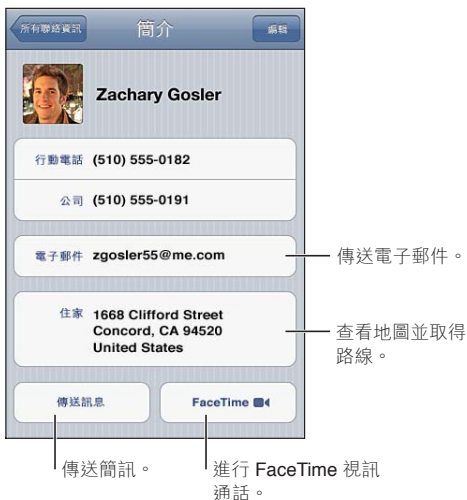 所有聯絡資訊 簡介 編輯
Zachary Gosler
行動電話 (510) 555-0182
公司 (510) 555-0191
電子郵件 zgosler55@me.com
傳送電子郵件。
住家 1668 Clifford Street
Concord, CA 94520
United States
查看地圖並取得
路線。
傳送訊息 FaceTime
傳送簡訊。
進行 FaceTime 視訊
通話。